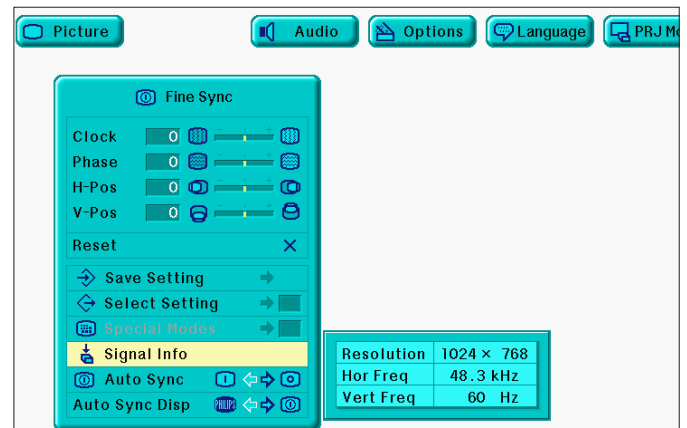 Picture
Audio
Options
Language
PRJ M
Fine Sync
Clock 0 - +
Phase 0 - +
H-Pos 0 - +
V-Pos 0 - +
Reset
Save Setting
Select Setting
Special Modes
Signal Info
Auto Sync
Auto Sync Disp PHILIPS
Resolution 1024 × 768
Hor Freq 48.3 kHz
Vert Freq 60 Hz